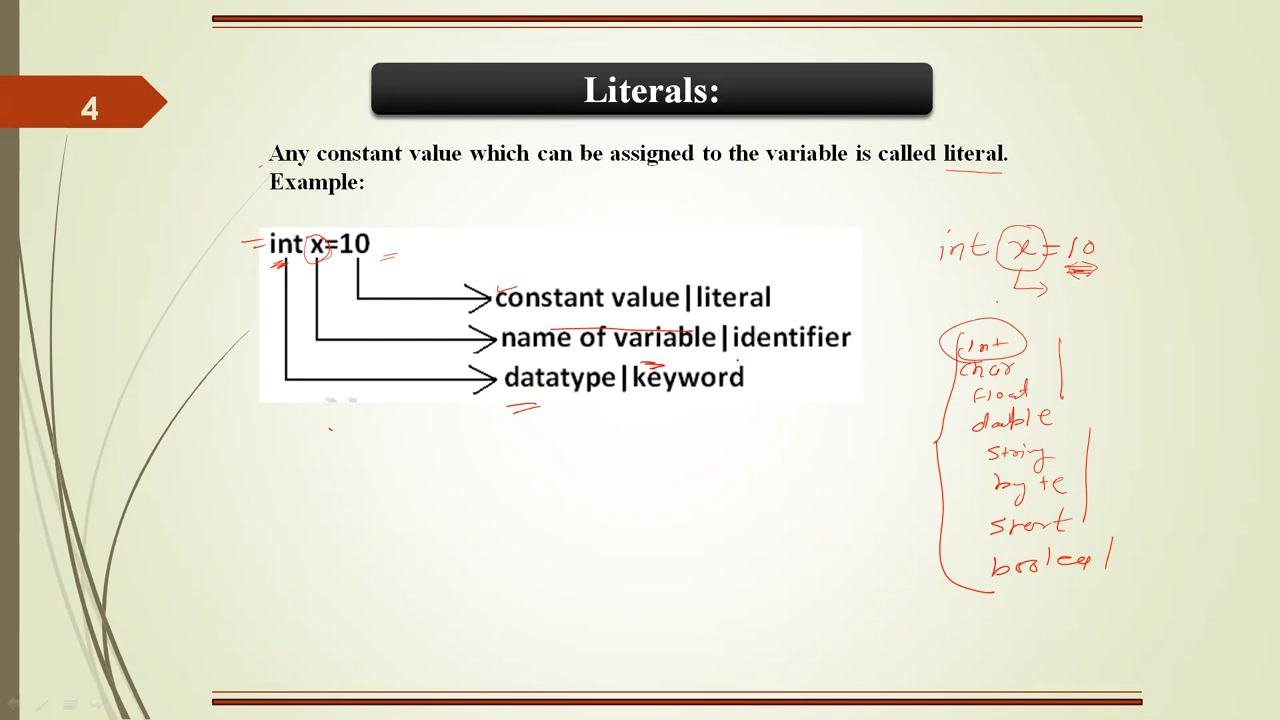 4
Literals:
Any constant value which can be assigned to the variable is called literal.
Example:
int x=10
constant value|literal
name of variable|identifier
datatype|keyword
int x = 10
int
char
float
double
string
byte
short
boolean